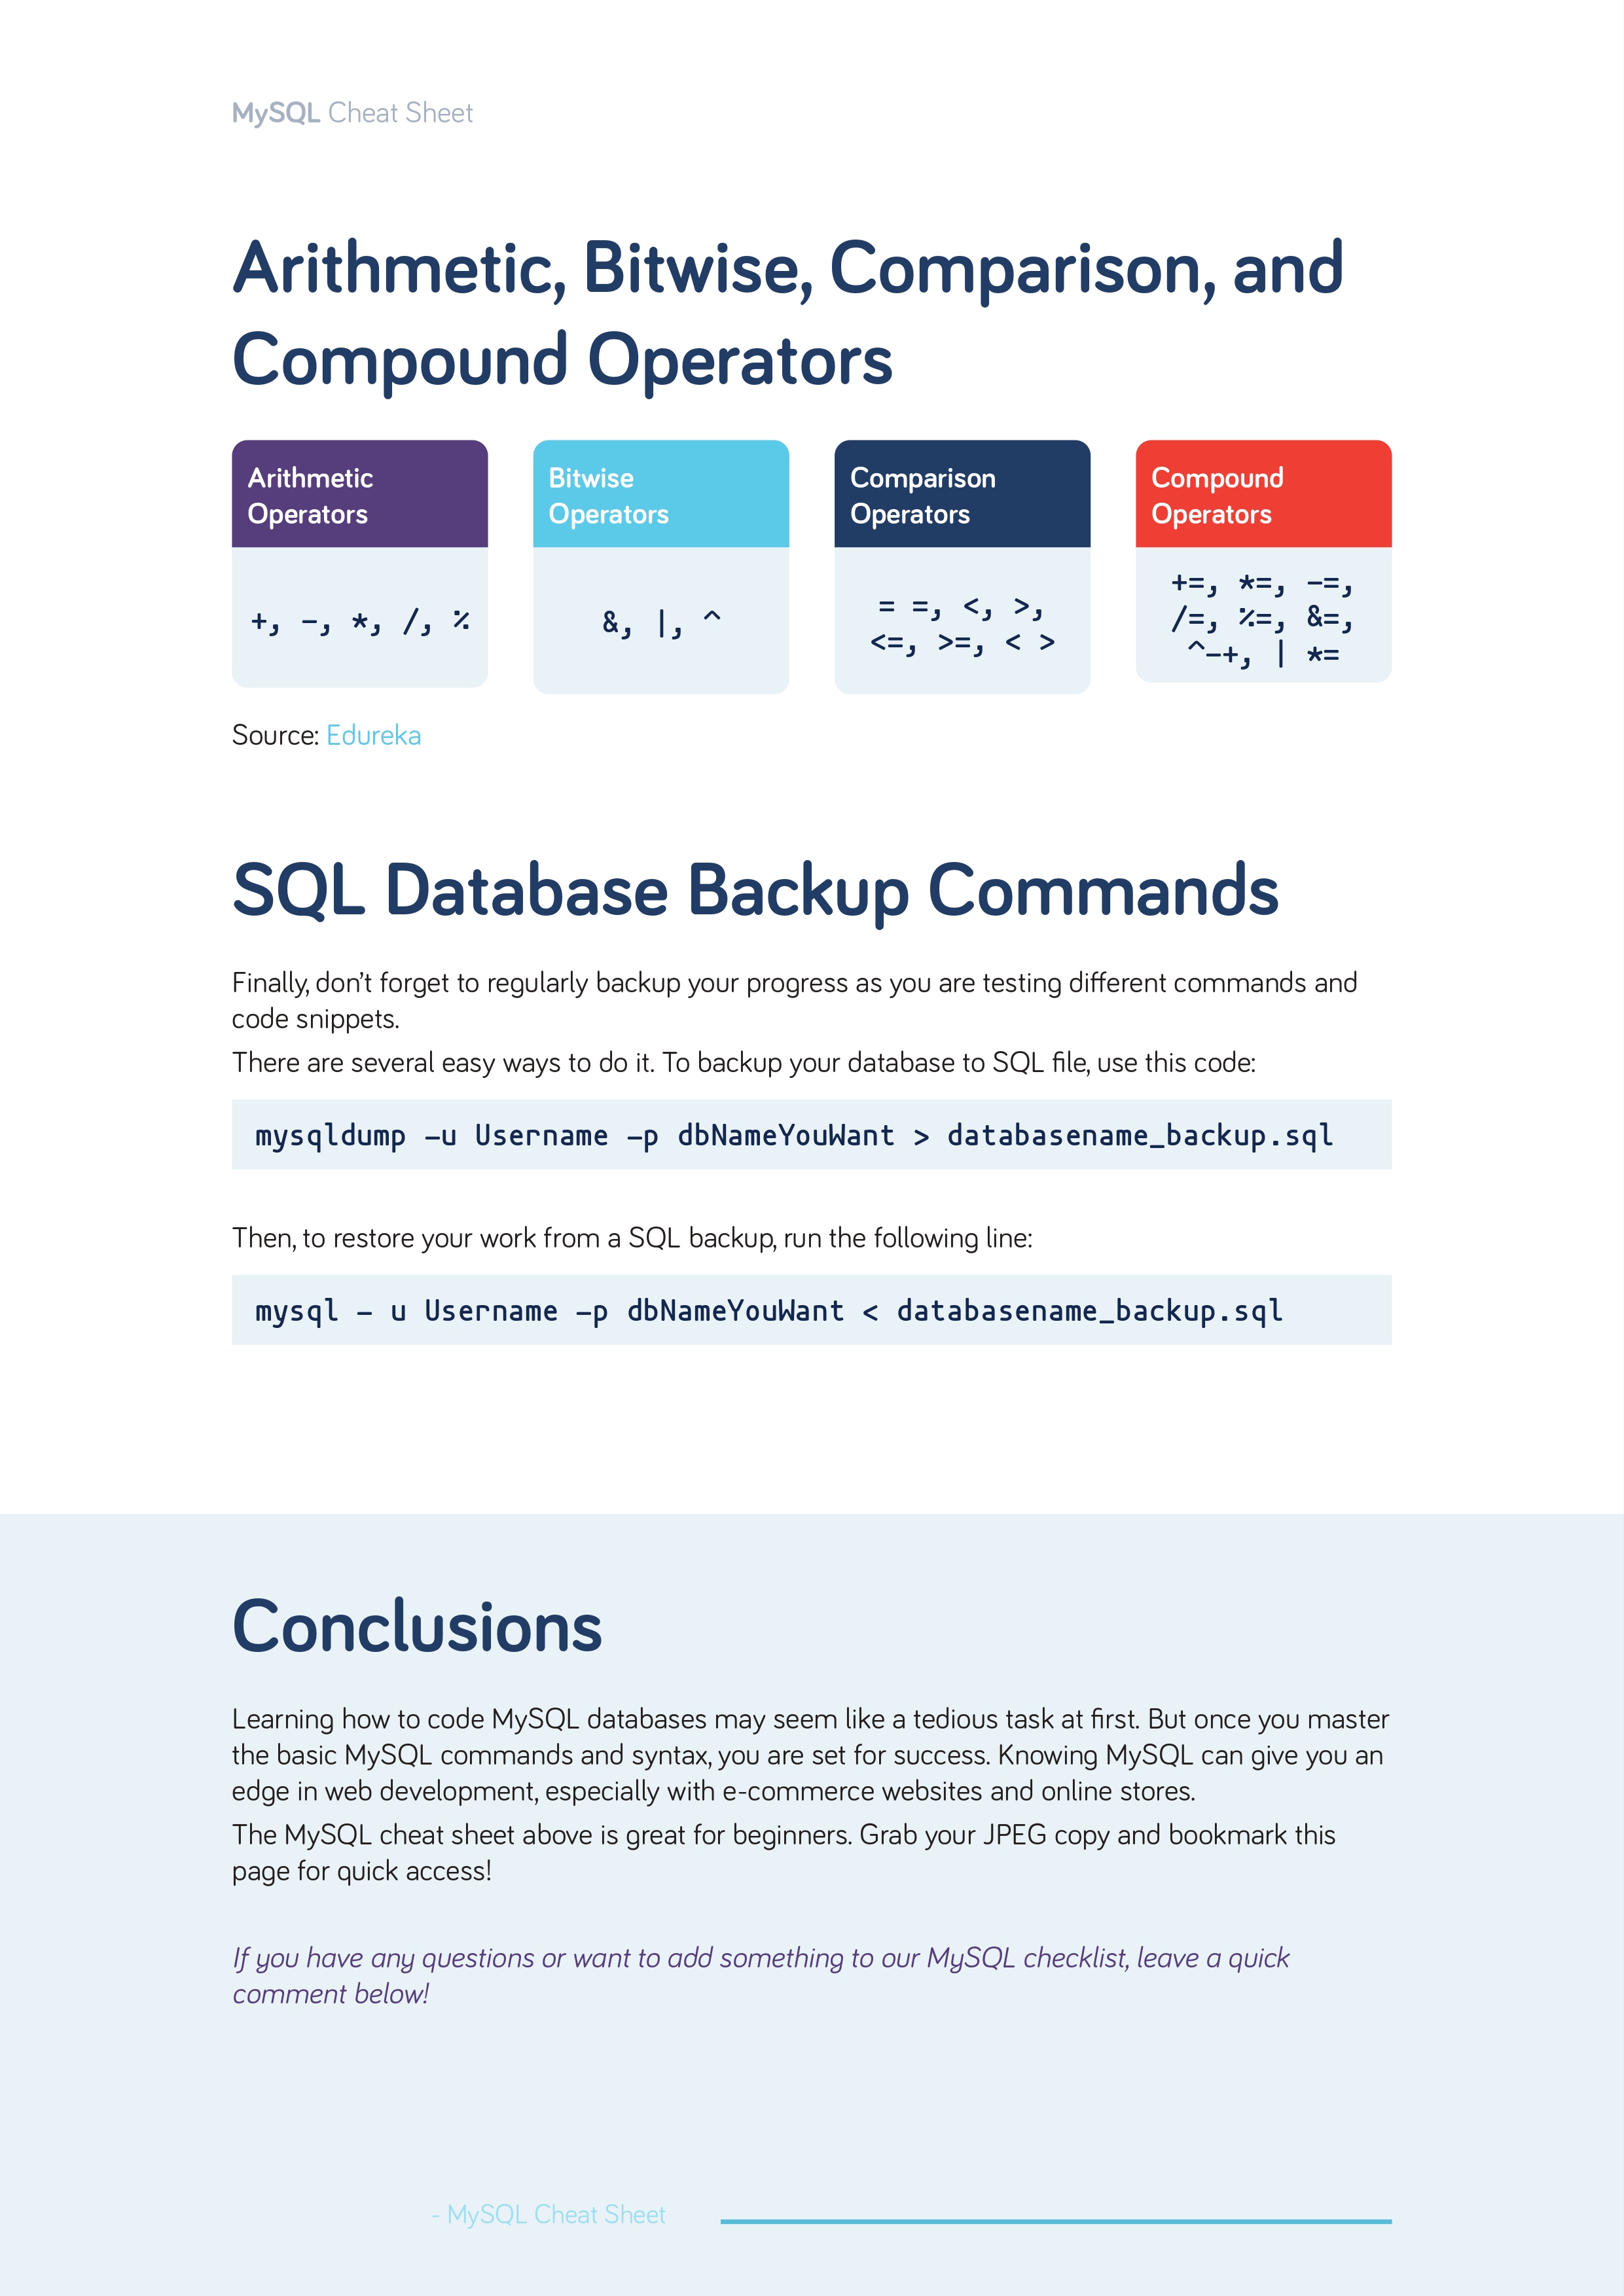 MySQL Cheat Sheet
Arithmetic, Bitwise, Comparison, and
Compound Operators
Arithmetic
Operators
+, -, *, /, %
Bitwise
Operators
&, |, ^
Comparison
Operators
= =, <, >,
<=, >=, < >
Compound
Operators
+=, *=, -=,
/=, %=, &=,
^-+, | *=
Source: Edureka
SQL Database Backup Commands
Finally, don’t forget to regularly backup your progress as you are testing different commands and
code snippets.
There are several easy ways to do it. To backup your database to SQL file, use this code:
mysqldump -u Username -p dbNameYouWant > databasename_backup.sql
Then, to restore your work from a SQL backup, run the following line:
mysql - u Username -p dbNameYouWant < databasename_backup.sql
Conclusions
Learning how to code MySQL databases may seem like a tedious task at first. But once you master
the basic MySQL commands and syntax, you are set for success. Knowing MySQL can give you an
edge in web development, especially with e-commerce websites and online stores.
The MySQL cheat sheet above is great for beginners. Grab your JPEG copy and bookmark this
page for quick access!
If you have any questions or want to add something to our MySQL checklist, leave a quick
comment below!
- MySQL Cheat Sheet